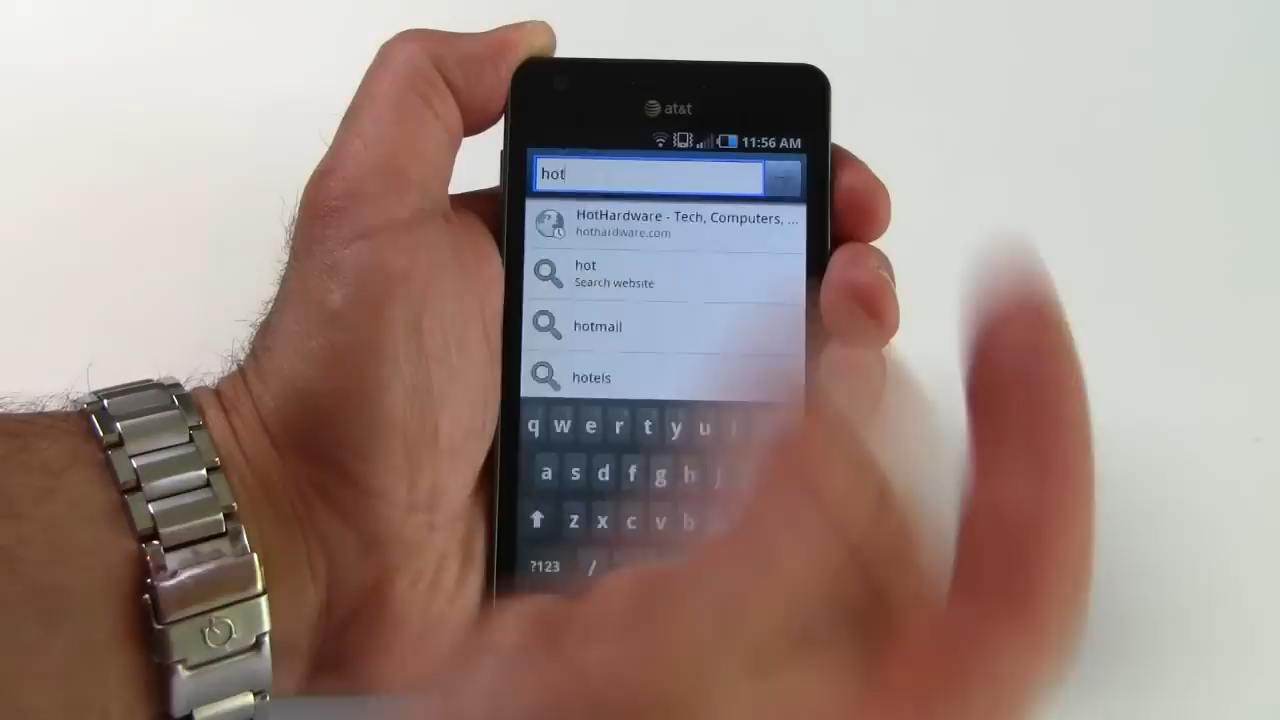 at&t
11:56 AM
hot
HotHardware - Tech, Computers, ...
hothardware.com
hot
Search website
hotmail
hotels
q w e r t y u
a s d f g h j
z x c v b
?123 /